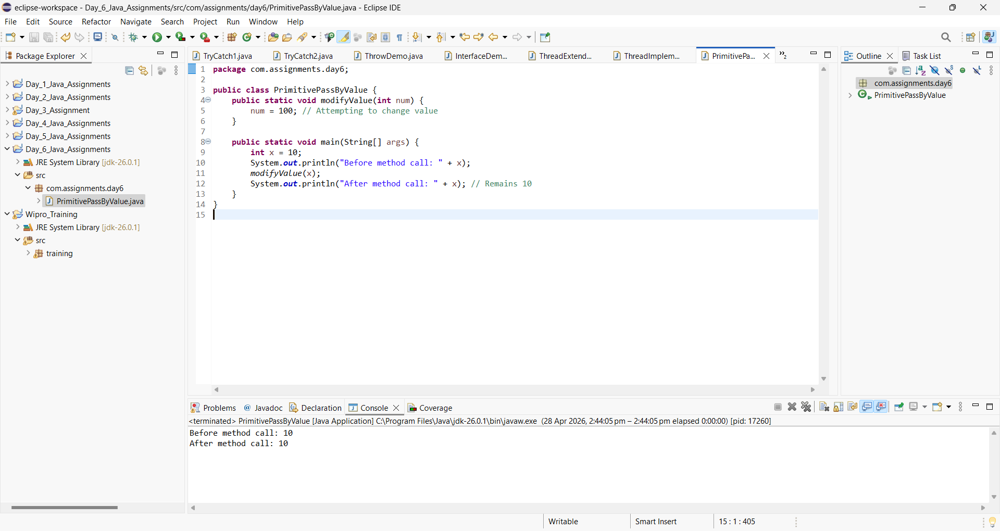 eclipse-workspace - Day_6_Java_Assignments/src/com/assignments/day6/PrimitivePassByValue.java - Eclipse IDE
File Edit Source Refactor Navigate Search Project Run Window Help
Package Explorer
Day_1_Java_Assignments
Day_2_Java_Assignments
Day_3_Assignment
Day_4_Java_Assignments
Day_5_Java_Assignments
Day_6_Java_Assignments
JRE System Library [jdk-26.0.1]
src
com.assignments.day6
PrimitivePassByValue.java
Wipro_Training
JRE System Library [jdk-26.0.1]
src
training
TryCatch1.java TryCatch2.java ThrowDemo.java InterfaceDem... ThreadExtend... ThreadImplem... PrimitivePa... »2
1 package com.assignments.day6;
2
3 public class PrimitivePassByValue {
4 public static void modifyValue(int num) {
5 num = 100; // Attempting to change value
6 }
7
8 public static void main(String[] args) {
9 int x = 10;
10 System.out.println("Before method call: " + x);
11 modifyValue(x);
12 System.out.println("After method call: " + x); // Remains 10
13 }
14 }
15
Outline Task List
com.assignments.day6
PrimitivePassByValue
Problems @ Javadoc Declaration Console Coverage
<terminated> PrimitivePassByValue [Java Application] C:\Program Files\Java\jdk-26.0.1\bin\javaw.exe (28 Apr 2026, 2:44:05 pm – 2:44:05 pm elapsed 0:00:00) [pid: 17260]
Before method call: 10
After method call: 10
Writable Smart Insert 15 : 1 : 405